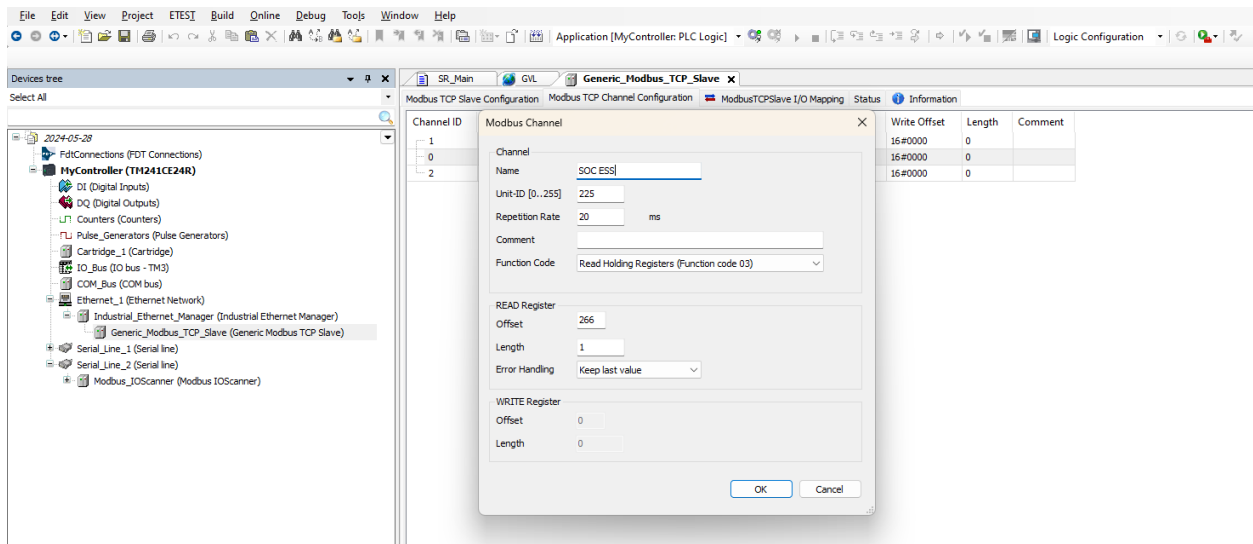 File Edit View Project ETEST Build Online Debug Tools Window Help
Application [MyController: PLC Logic] Logic Configuration
Devices tree
Select All
2024-05-28
FdtConnections (FDT Connections)
MyController (TM241CE24R)
DI (Digital Inputs)
DQ (Digital Outputs)
Counters (Counters)
Pulse_Generators (Pulse Generators)
Cartridge_1 (Cartridge)
IO_Bus (IO bus - TM3)
COM_Bus (COM bus)
Ethernet_1 (Ethernet Network)
Industrial_Ethernet_Manager (Industrial Ethernet Manager)
Generic_Modbus_TCP_Slave (Generic Modbus TCP Slave)
Serial_Line_1 (Serial line)
Serial_Line_2 (Serial line)
Modbus_IOScanner (Modbus IOScanner)
SR_Main GVL Generic_Modbus_TCP_Slave X
Modbus TCP Slave Configuration Modbus TCP Channel Configuration ModbusTCPSlave I/O Mapping Status Information
Channel ID Write Offset Length Comment
1 16#0000 0
0 16#0000 0
2 16#0000 0
Modbus Channel
Channel
Name SOC ESS
Unit-ID [0..255] 225
Repetition Rate 20 ms
Comment
Function Code Read Holding Registers (Function code 03)
READ Register
Offset 266
Length 1
Error Handling Keep last value
WRITE Register
Offset 0
Length 0
OK Cancel